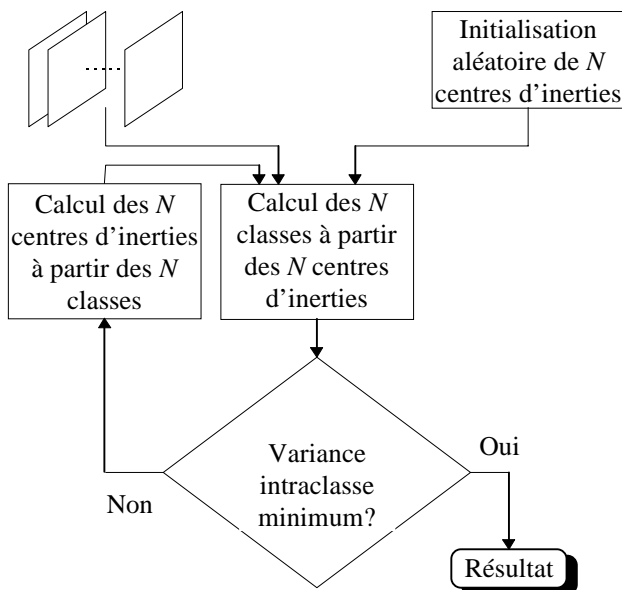 Initialisation
aléatoire de N
centres d’inerties
Calcul des N
centres d’inerties
à partir des N
classes
Calcul des N
classes à partir
des N centres
d’inerties
Variance
intraclasse
minimum?
Oui
Non
Résultat